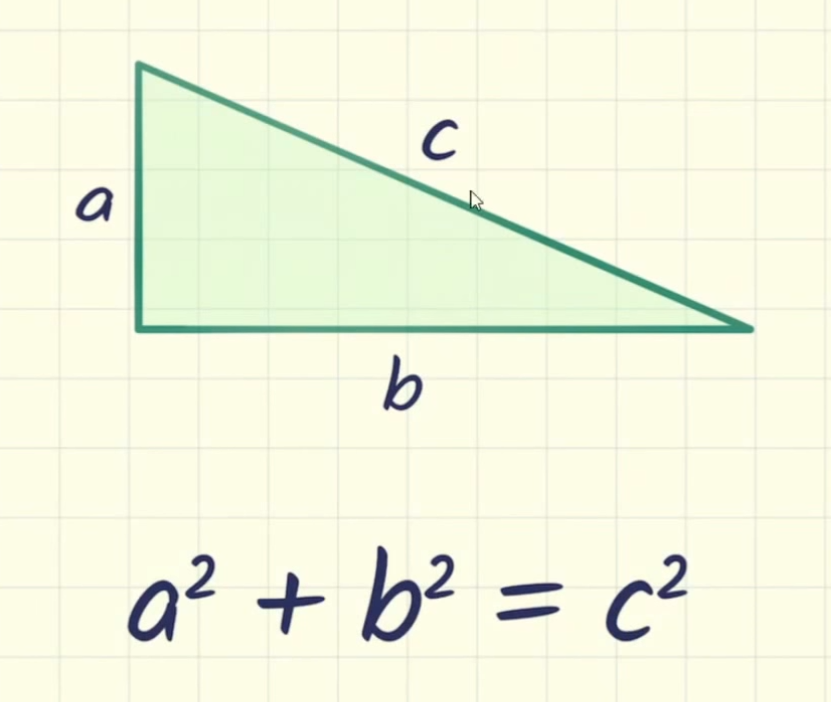 c
a
b
a² + b² = c²